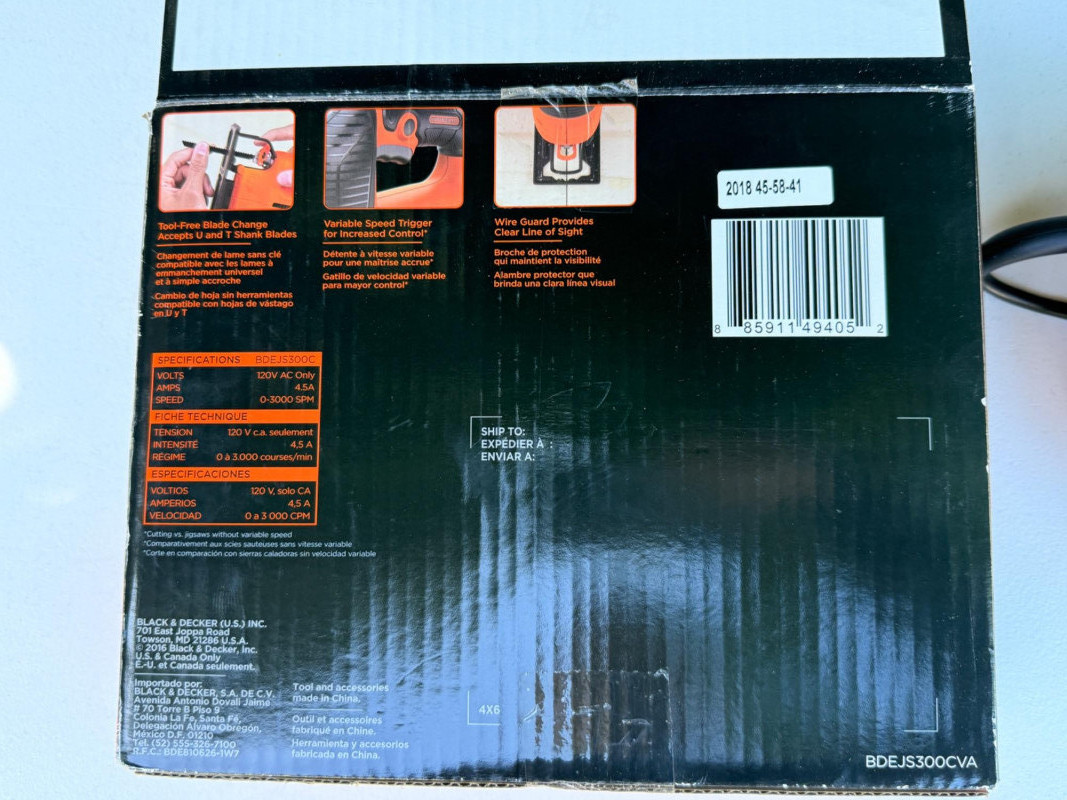 Tool-Free Blade Change
Accepts U and T Shank Blades
Changement de lame sans clé
compatible avec les lames à
emmanchement universel
et à simple accroche
Cambio de hoja sin herramientas
compatible con hojas de vástago
en U y T
Variable Speed Trigger
for Increased Control*
Détente à vitesse variable
pour une maîtrise accrue*
Gatillo de velocidad variable
para mayor control*
Wire Guard Provides
Clear Line of Sight
Broche de protection
qui maintient la visibilité
Alambre protector que
brinda una clara línea visual
2018 45-58-41
8 85911 49405 2
SPECIFICATIONS BDEJS300C
VOLTS 120V AC Only
AMPS 4.5A
SPEED 0-3000 SPM
FICHE TECHNIQUE
TENSION 120 V c.a. seulement
INTENSITÉ 4,5 A
RÉGIME 0 à 3.000 courses/min
ESPECIFICACIONES
VOLTIOS 120 V, solo CA
AMPERIOS 4,5 A
VELOCIDAD 0 a 3 000 CPM
*Cutting vs. jigsaws without variable speed
*Comparativement aux scies sauteuses sans vitesse variable
*Corte en comparación con sierras caladoras sin velocidad variable
SHIP TO:
EXPÉDIER À :
ENVIAR A:
4X6
BLACK & DECKER (U.S.) INC.
701 East Joppa Road
Towson, MD 21286 U.S.A.
© 2016 Black & Decker, Inc.
U.S. & Canada Only
É.-U. et Canada seulement.
Importado por:
BLACK & DECKER, S.A. DE C.V.
Avenida Antonio Dovali Jaime
# 70 Torre B Piso 9
Colonia La Fe, Santa Fé,
Delegación Alvaro Obregón,
México D.F. 01210
Tel. (52) 555-326-7100
R.F.C.: BDE810626-1W7
Tool and accessories
made in China.
Outil et accessoires
fabriqué en Chine.
Herramienta y accesorios
fabricada en China.
BDEJS300CVA